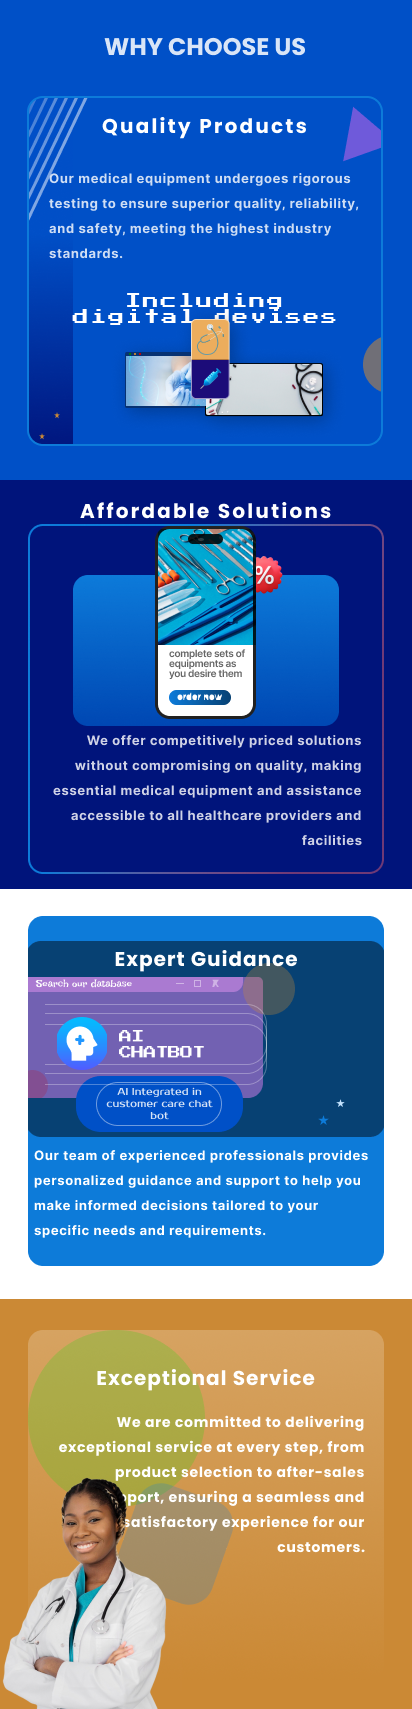 WHY CHOOSE US
Quality Products
Our medical equipment undergoes rigorous
testing to ensure superior quality, reliability,
and safety, meeting the highest industry
standards.
Including
digital devises
Affordable Solutions
%
complete sets of
equipments as
you desire them
order now
We offer competitively priced solutions
without compromising on quality, making
essential medical equipment and assistance
accessible to all healthcare providers and
facilities
Expert Guidance
Search our database
AI
CHATBOT
AI Integrated in
customer care chat
bot
Our team of experienced professionals provides
personalized guidance and support to help you
make informed decisions tailored to your
specific needs and requirements.
Exceptional Service
We are committed to delivering
exceptional service at every step, from
product selection to after-sales
port, ensuring a seamless and
satisfactory experience for our
customers.